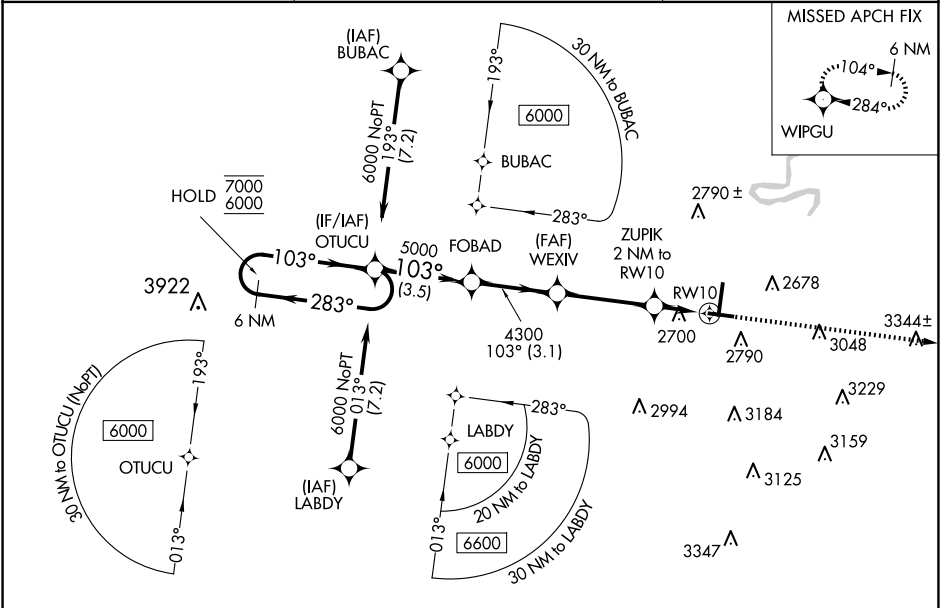 MISSED APCH FIX
6 NM
104°
284°
WIPGU
(IAF)
BUBAC
6000 NoPT
193°
(7.2)
193°
30 NM to BUBAC
6000
BUBAC
283°
2790 ±
HOLD
7000
6000
(IF/IAF)
OTUCU
103°
283°
6 NM
3922
5000
103°
(3.5)
FOBAD
(FAF)
WEXIV
ZUPIK
2 NM to
RW10
RW10
2678
4300
103° (3.1)
2700
2790
3048
3344±
193°
30 NM to OTUCU (NoPT)
6000
OTUCU
013°
6000 NoPT
013°
(7.2)
(IAF)
LABDY
283°
LABDY
6000
20 NM to LABDY
013°
6600
30 NM to LABDY
2994
3184
3229
3159
3125
3347